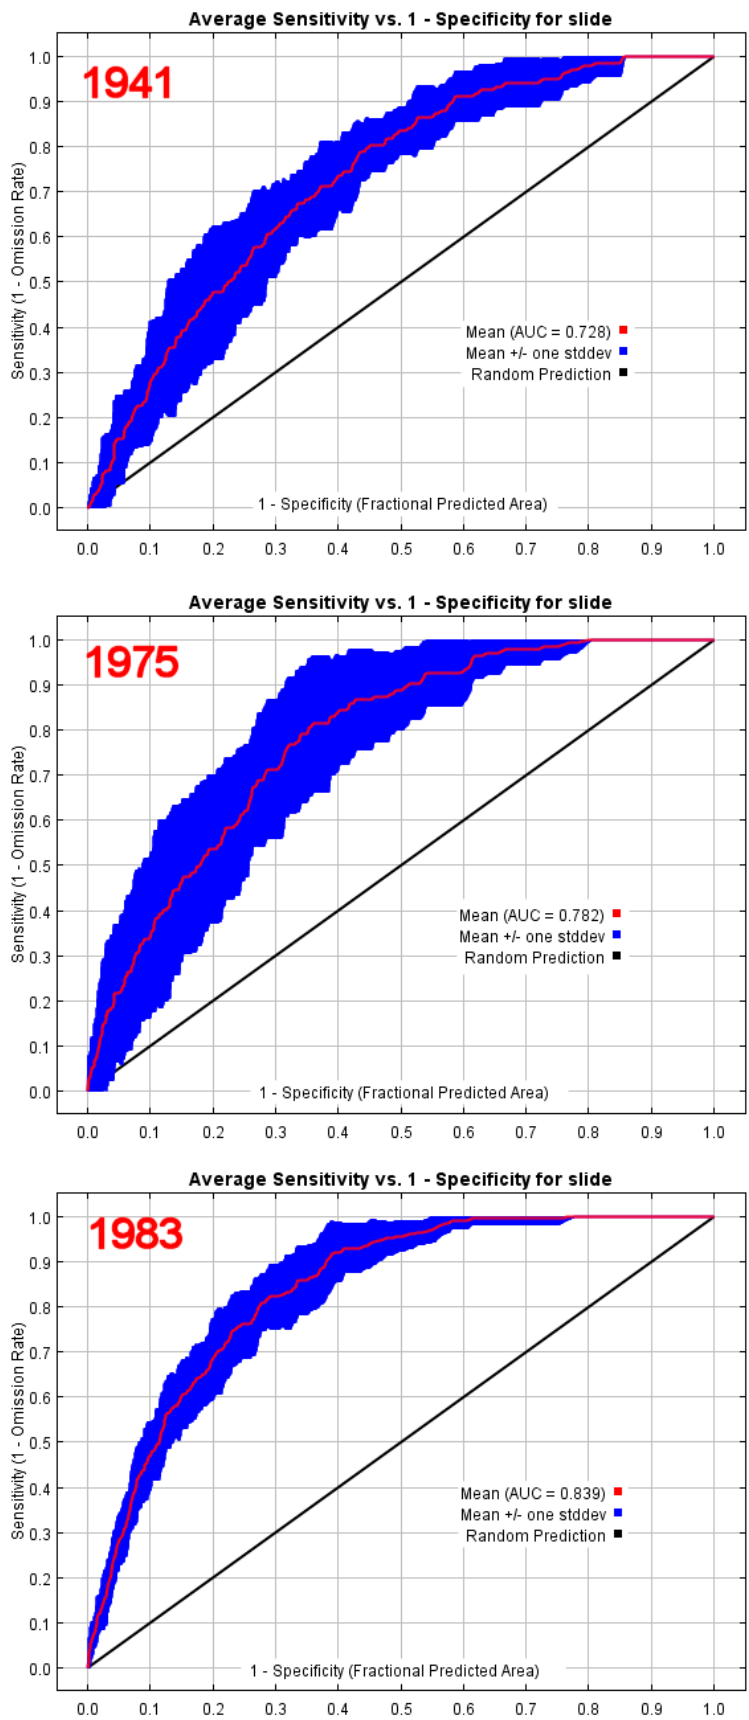 Average Sensitivity vs. 1 - Specificity for slide
1941
Sensitivity (1 - Omission Rate)
1.0
0.9
0.8
0.7
0.6
0.5
0.4
0.3
0.2
0.1
0.0
Mean (AUC = 0.728)
Mean +/- one stddev
Random Prediction
1 - Specificity (Fractional Predicted Area)
0.0 0.1 0.2 0.3 0.4 0.5 0.6 0.7 0.8 0.9 1.0
Average Sensitivity vs. 1 - Specificity for slide
1975
Sensitivity (1 - Omission Rate)
1.0
0.9
0.8
0.7
0.6
0.5
0.4
0.3
0.2
0.1
0.0
Mean (AUC = 0.782)
Mean +/- one stddev
Random Prediction
1 - Specificity (Fractional Predicted Area)
0.0 0.1 0.2 0.3 0.4 0.5 0.6 0.7 0.8 0.9 1.0
Average Sensitivity vs. 1 - Specificity for slide
1983
Sensitivity (1 - Omission Rate)
1.0
0.9
0.8
0.7
0.6
0.5
0.4
0.3
0.2
0.1
0.0
Mean (AUC = 0.839)
Mean +/- one stddev
Random Prediction
1 - Specificity (Fractional Predicted Area)
0.0 0.1 0.2 0.3 0.4 0.5 0.6 0.7 0.8 0.9 1.0